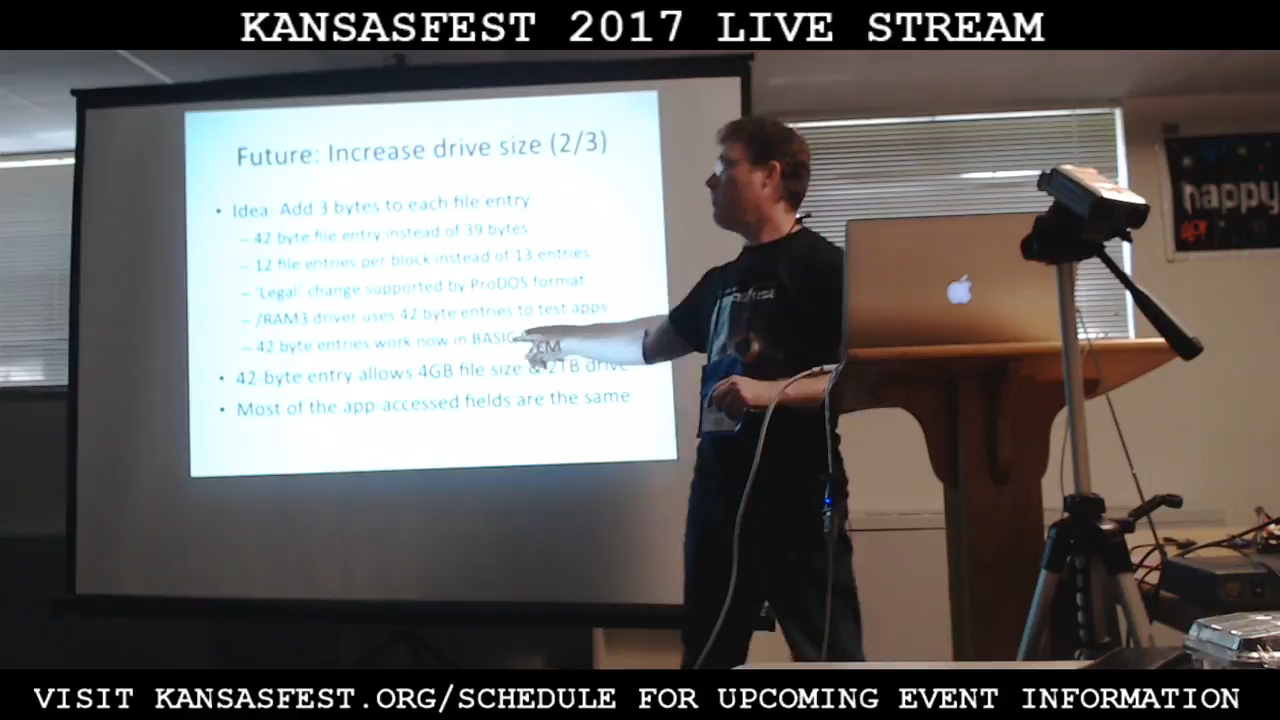 KANSASFEST 2017 LIVE STREAM
Future: Increase drive size (2/3)
• Idea: Add 3 bytes to each file entry
– 42 byte file entry instead of 39 bytes
– 12 file entries per block instead of 13 entries
– 'Legal' change supported by ProDOS format
– /RAM3 driver uses 42 byte entries to test apps
– 42 byte entries work now in BASIC
• 42 byte entry allows 4GB file size & 2TB drive
• Most of the app accessed fields are the same
happy
VISIT KANSASFEST.ORG/SCHEDULE FOR UPCOMING EVENT INFORMATION